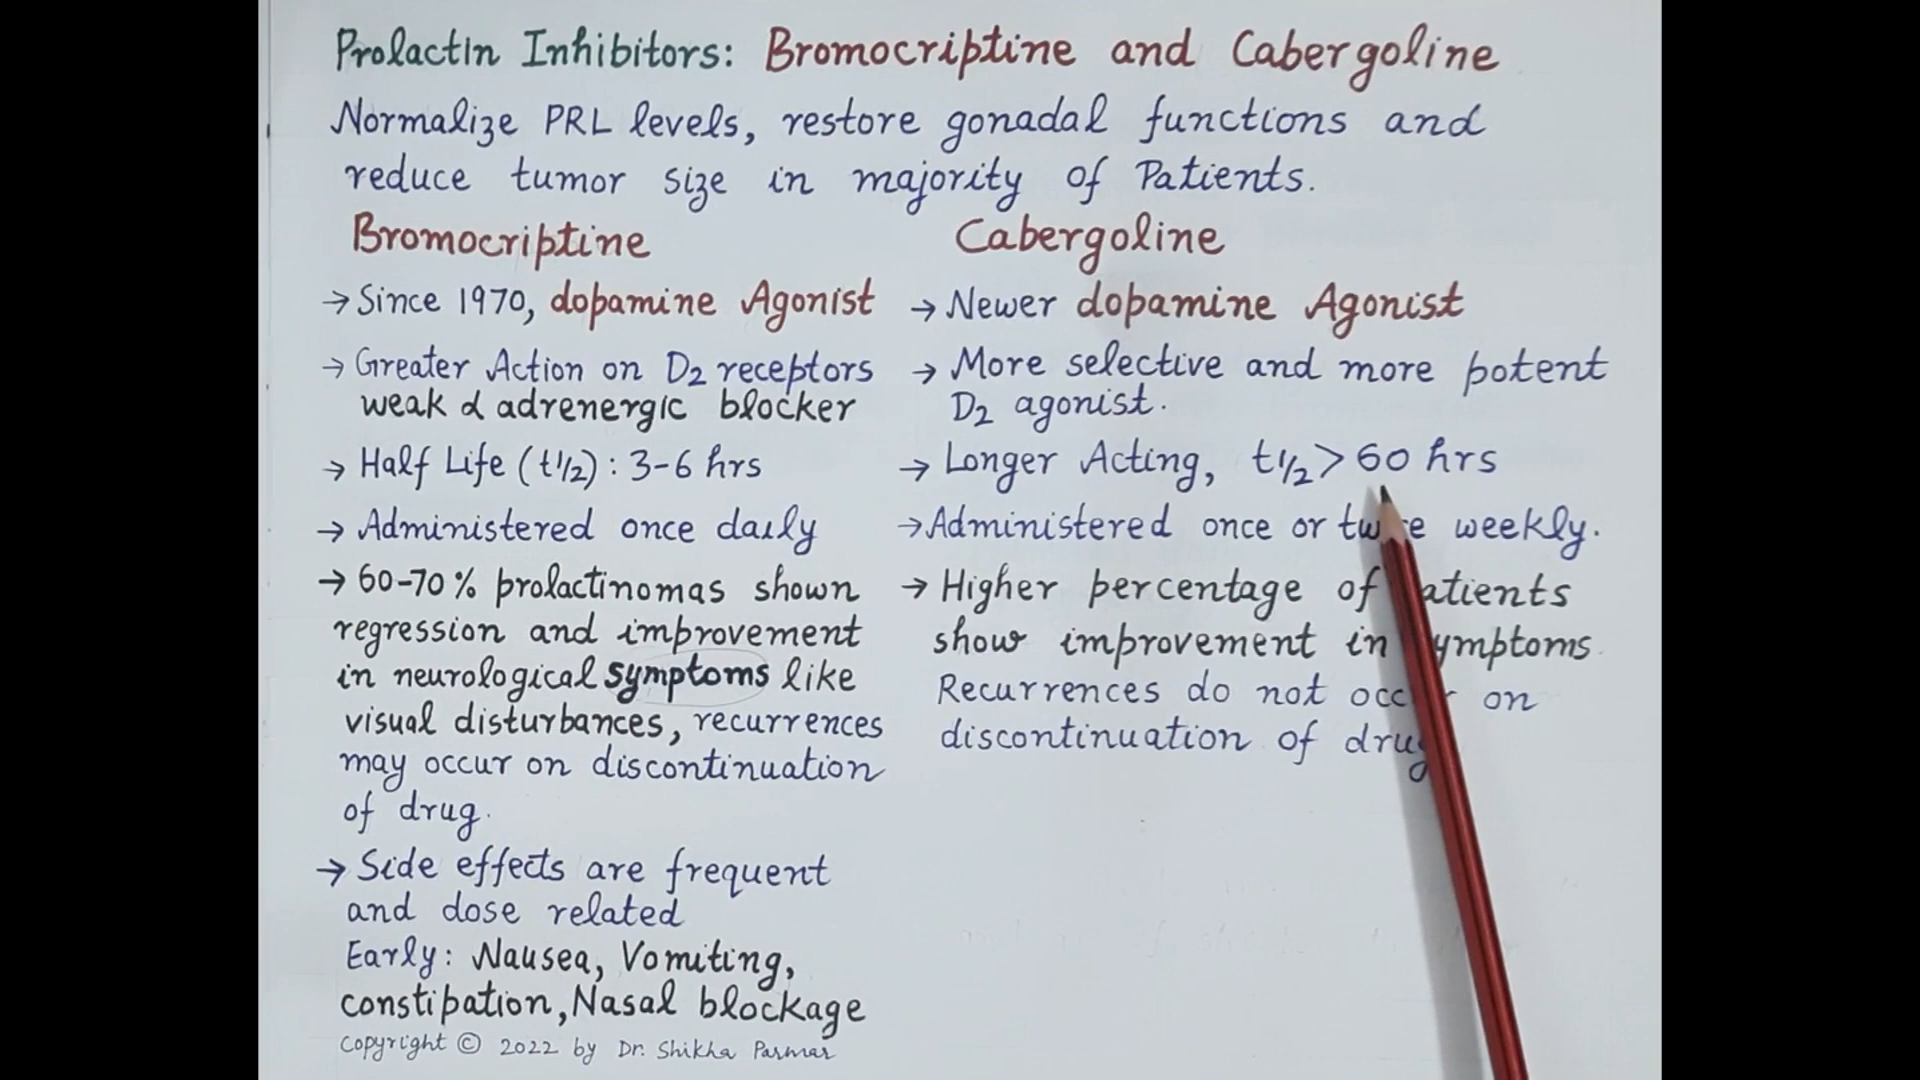 Prolactin Inhibitors: Bromocriptine and Cabergoline
Normalize PRL levels, restore gonadal functions and
reduce tumor size in majority of Patients.
Bromocriptine
→ Since 1970, dopamine Agonist
→ Greater Action on D2 receptors
weak α adrenergic blocker
→ Half Life (t1/2) : 3-6 hrs
→ Administered once daily
→ 60-70% prolactinomas shown
regression and improvement
in neurological symptoms like
visual disturbances, recurrences
may occur on discontinuation
of drug.
→ Side effects are frequent
and dose related
Early: Nausea, Vomiting,
constipation, Nasal blockage
Copyright © 2022 by Dr. Shikha Parmar
Cabergoline
→ Newer dopamine Agonist
→ More selective and more potent
D2 agonist.
→ Longer Acting, t1/2 > 60 hrs
→ Administered once or weekly.
→ Higher percentage of
show improvement in
Recurrences do not on
discontinuation of